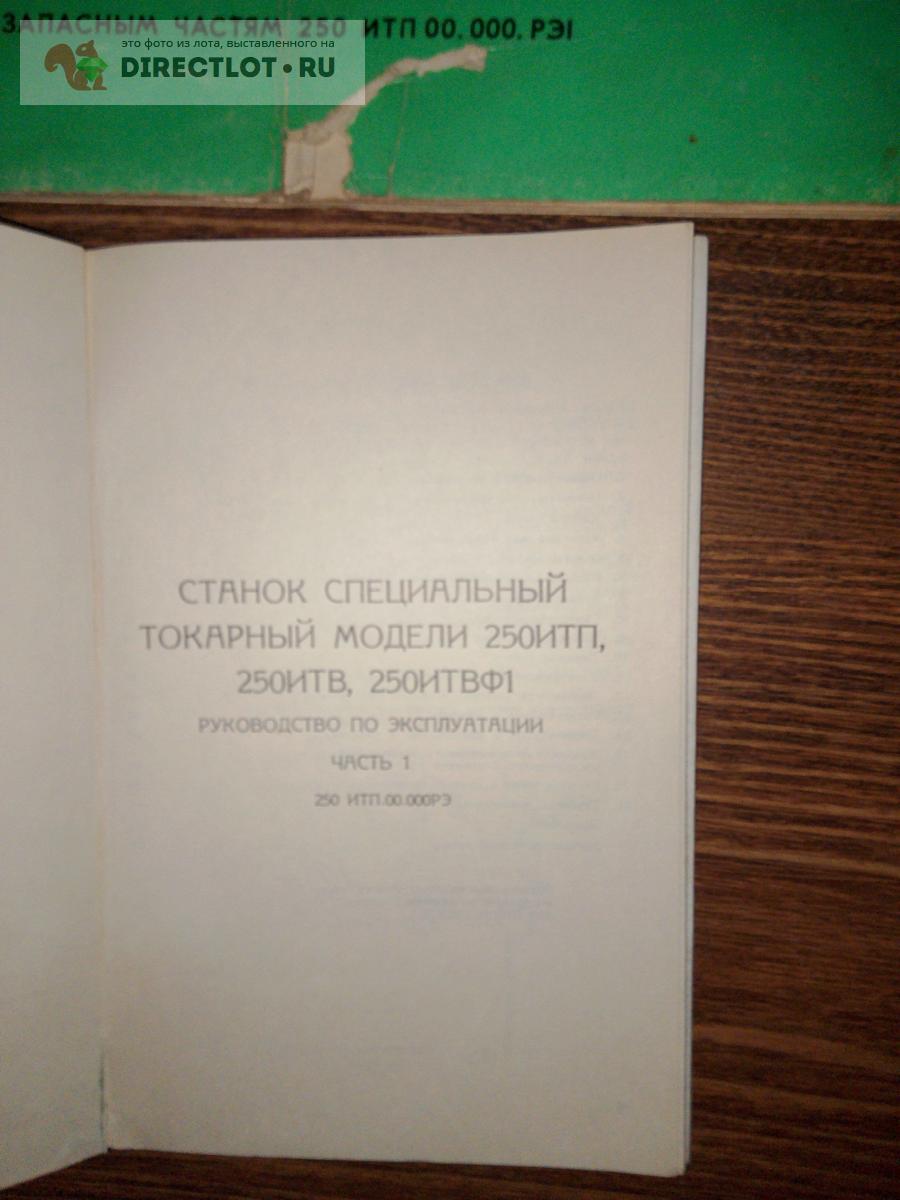 ЗАПАСНЫМ ЧАСТЯМ 250 ИТП 00. 000. РЭ1
это фото из лота, выставленного на
DIRECTLOT.RU
СТАНОК СПЕЦИАЛЬНЫЙ
ТОКАРНЫЙ МОДЕЛИ 250ИТП,
250ИТВ, 250ИТВФ1
РУКОВОДСТВО ПО ЭКСПЛУАТАЦИИ
ЧАСТЬ 1
250 ИТП.00.000РЭ